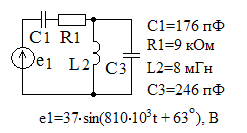 C1 R1
e1
L2
C3
C1=176 пФ
R1=9 кОм
L2=8 мГн
C3=246 пФ
e1=37·sin(810·10³t + 63°), В